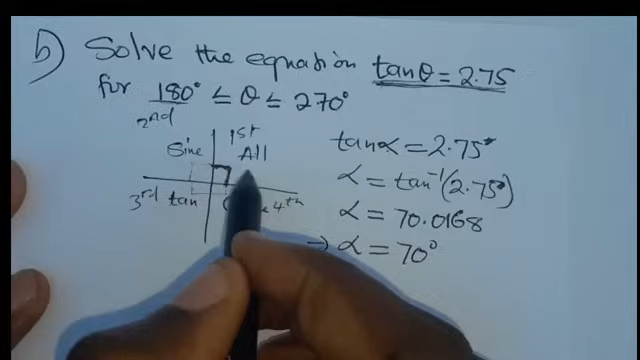 b) Solve the equation tanθ = 2.75
for 180° ≤ θ ≤ 270°
2nd
1st
Sine
All
3rd tan
4th
tanα = 2.75°
α = tan⁻¹(2.75°)
α = 70.0168
→ α = 70°